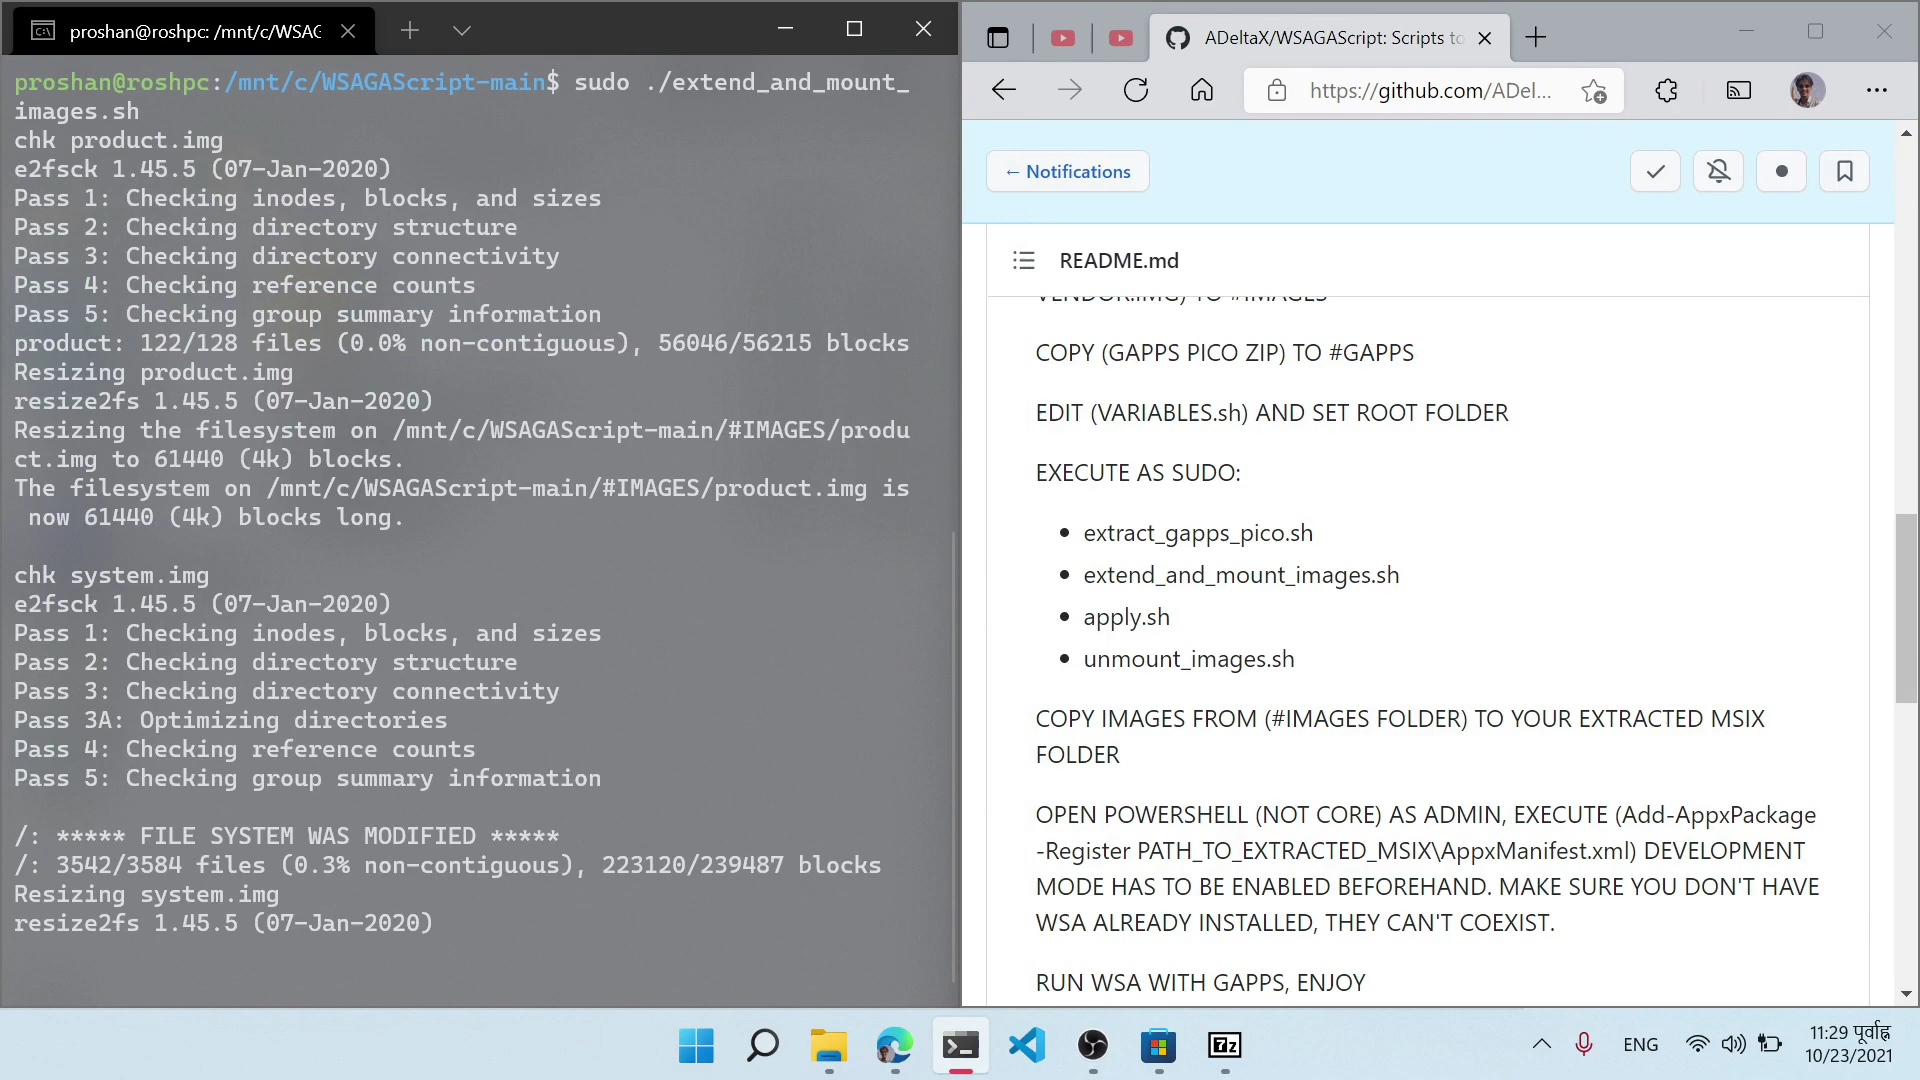 proshan@roshpc: /mnt/c/WSAG
proshan@roshpc:/mnt/c/WSAGAScript-main$ sudo ./extend_and_mount_
images.sh
chk product.img
e2fsck 1.45.5 (07-Jan-2020)
Pass 1: Checking inodes, blocks, and sizes
Pass 2: Checking directory structure
Pass 3: Checking directory connectivity
Pass 4: Checking reference counts
Pass 5: Checking group summary information
product: 122/128 files (0.0% non-contiguous), 56046/56215 blocks
Resizing product.img
resize2fs 1.45.5 (07-Jan-2020)
Resizing the filesystem on /mnt/c/WSAGAScript-main/#IMAGES/produ
ct.img to 61440 (4k) blocks.
The filesystem on /mnt/c/WSAGAScript-main/#IMAGES/product.img is
now 61440 (4k) blocks long.
chk system.img
e2fsck 1.45.5 (07-Jan-2020)
Pass 1: Checking inodes, blocks, and sizes
Pass 2: Checking directory structure
Pass 3: Checking directory connectivity
Pass 3A: Optimizing directories
Pass 4: Checking reference counts
Pass 5: Checking group summary information
/: ***** FILE SYSTEM WAS MODIFIED *****
/: 3542/3584 files (0.3% non-contiguous), 223120/239487 blocks
Resizing system.img
resize2fs 1.45.5 (07-Jan-2020)
ADeltaX/WSAGAScript: Scripts to
https://github.com/ADel...
← Notifications
README.md
VENDOR.IMG) TO #IMAGES
COPY (GAPPS PICO ZIP) TO #GAPPS
EDIT (VARIABLES.sh) AND SET ROOT FOLDER
EXECUTE AS SUDO:
• extract_gapps_pico.sh
• extend_and_mount_images.sh
• apply.sh
• unmount_images.sh
COPY IMAGES FROM (#IMAGES FOLDER) TO YOUR EXTRACTED MSIX
FOLDER
OPEN POWERSHELL (NOT CORE) AS ADMIN, EXECUTE (Add-AppxPackage
-Register PATH_TO_EXTRACTED_MSIX\AppxManifest.xml) DEVELOPMENT
MODE HAS TO BE ENABLED BEFOREHAND. MAKE SURE YOU DON'T HAVE
WSA ALREADY INSTALLED, THEY CAN'T COEXIST.
RUN WSA WITH GAPPS, ENJOY
7z
ENG
11:29 पूर्वाह्न
10/23/2021